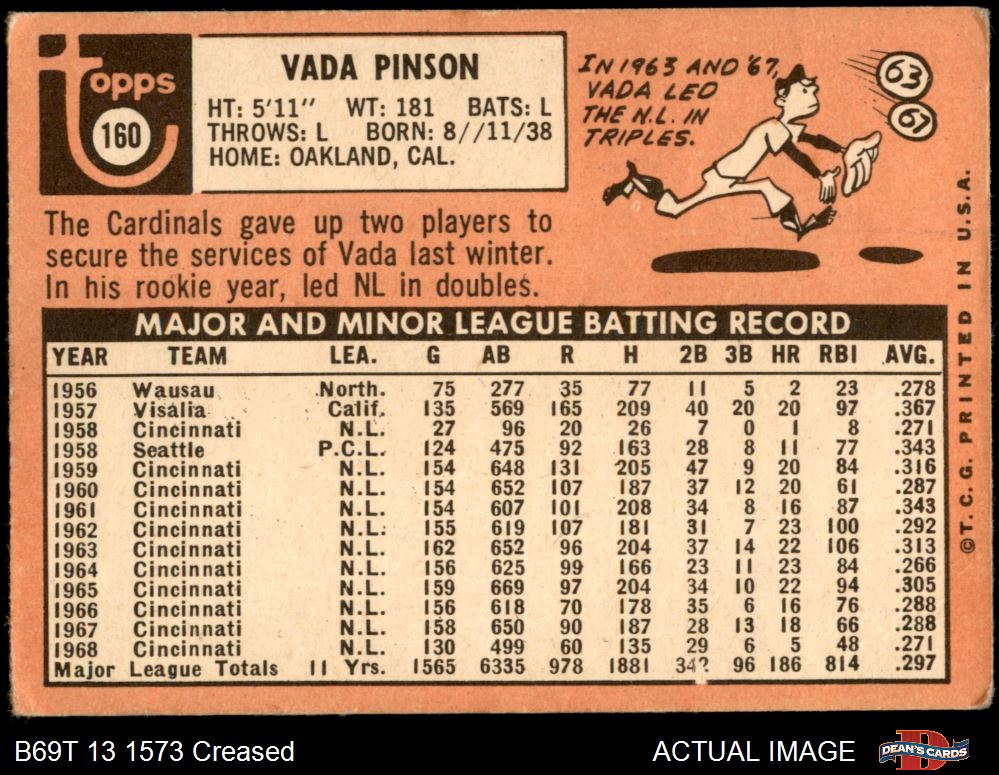 Topps
160
VADA PINSON
HT: 5'11" WT: 181 BATS: L
THROWS: L BORN: 8//11/38
HOME: OAKLAND, CAL.
IN 1963 AND '67,
VADA LED
THE N.L. IN
TRIPLES.
63
67
The Cardinals gave up two players to
secure the services of Vada last winter.
In his rookie year, led NL in doubles.
MAJOR AND MINOR LEAGUE BATTING RECORD
YEAR TEAM LEA. G AB R H 2B 3B HR RBI AVG.
1956 Wausau North. 75 277 35 77 11 5 2 23 .278
1957 Visalia Calif. 135 569 165 209 40 20 20 97 .367
1958 Cincinnati N.L. 27 96 20 26 7 0 1 8 .271
1958 Seattle P.C.L. 124 475 92 163 28 8 11 77 .343
1959 Cincinnati N.L. 154 648 131 205 47 9 20 84 .316
1960 Cincinnati N.L. 154 652 107 187 37 12 20 61 .287
1961 Cincinnati N.L. 154 607 101 208 34 8 16 87 .343
1962 Cincinnati N.L. 155 619 107 181 31 7 23 100 .292
1963 Cincinnati N.L. 162 652 96 204 37 14 22 106 .313
1964 Cincinnati N.L. 156 625 99 166 23 11 23 84 .266
1965 Cincinnati N.L. 159 669 97 204 34 10 22 94 .305
1966 Cincinnati N.L. 156 618 70 178 35 6 16 76 .288
1967 Cincinnati N.L. 158 650 90 187 28 13 18 66 .288
1968 Cincinnati N.L. 130 499 60 135 29 6 5 48 .271
Major League Totals 11 Yrs. 1565 6335 978 1881 96 186 814 .297
©T.C.G. PRINTED IN U.S.A.
B69T 13 1573 Creased
ACTUAL IMAGE
DEAN'S CARDS